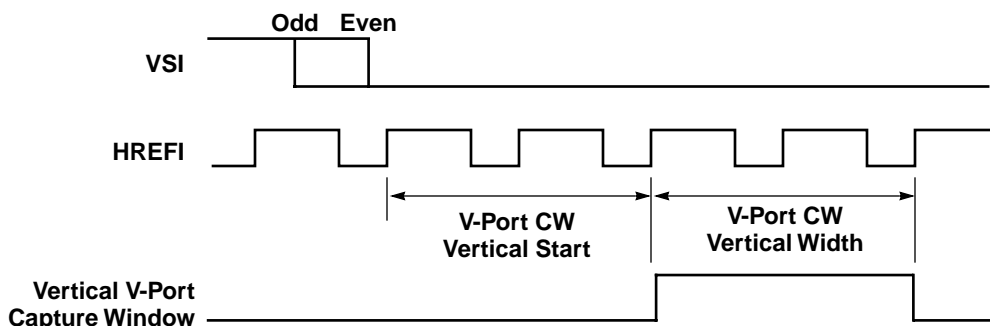 Odd Even
VSI
HREFI
V-Port CW
Vertical Start
V-Port CW
Vertical Width
Vertical V-Port
Capture Window